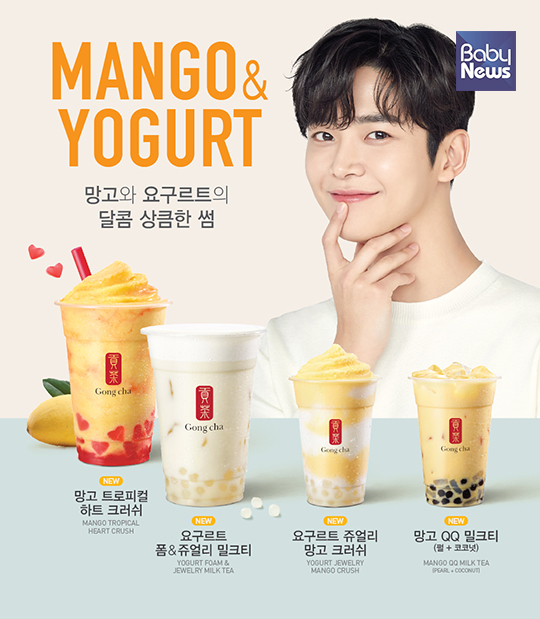 Baby
News
MANGO &
YOGURT
망고와 요구르트의
달콤 상큼한 썸
貢茶
Gong cha
貢茶
Gong cha
貢茶
Gong cha
貢茶
Gong cha
NEW
망고 트로피컬
하트 크러쉬
MANGO TROPICAL
HEART CRUSH
NEW
요구르트
폼&쥬얼리 밀크티
YOGURT FOAM &
JEWELRY MILK TEA
NEW
요구르트 쥬얼리
망고 크러쉬
YOGURT JEWELRY
MANGO CRUSH
NEW
망고 QQ 밀크티
(펄 + 코코넛)
MANGO QQ MILK TEA
(PEARL + COCONUT)